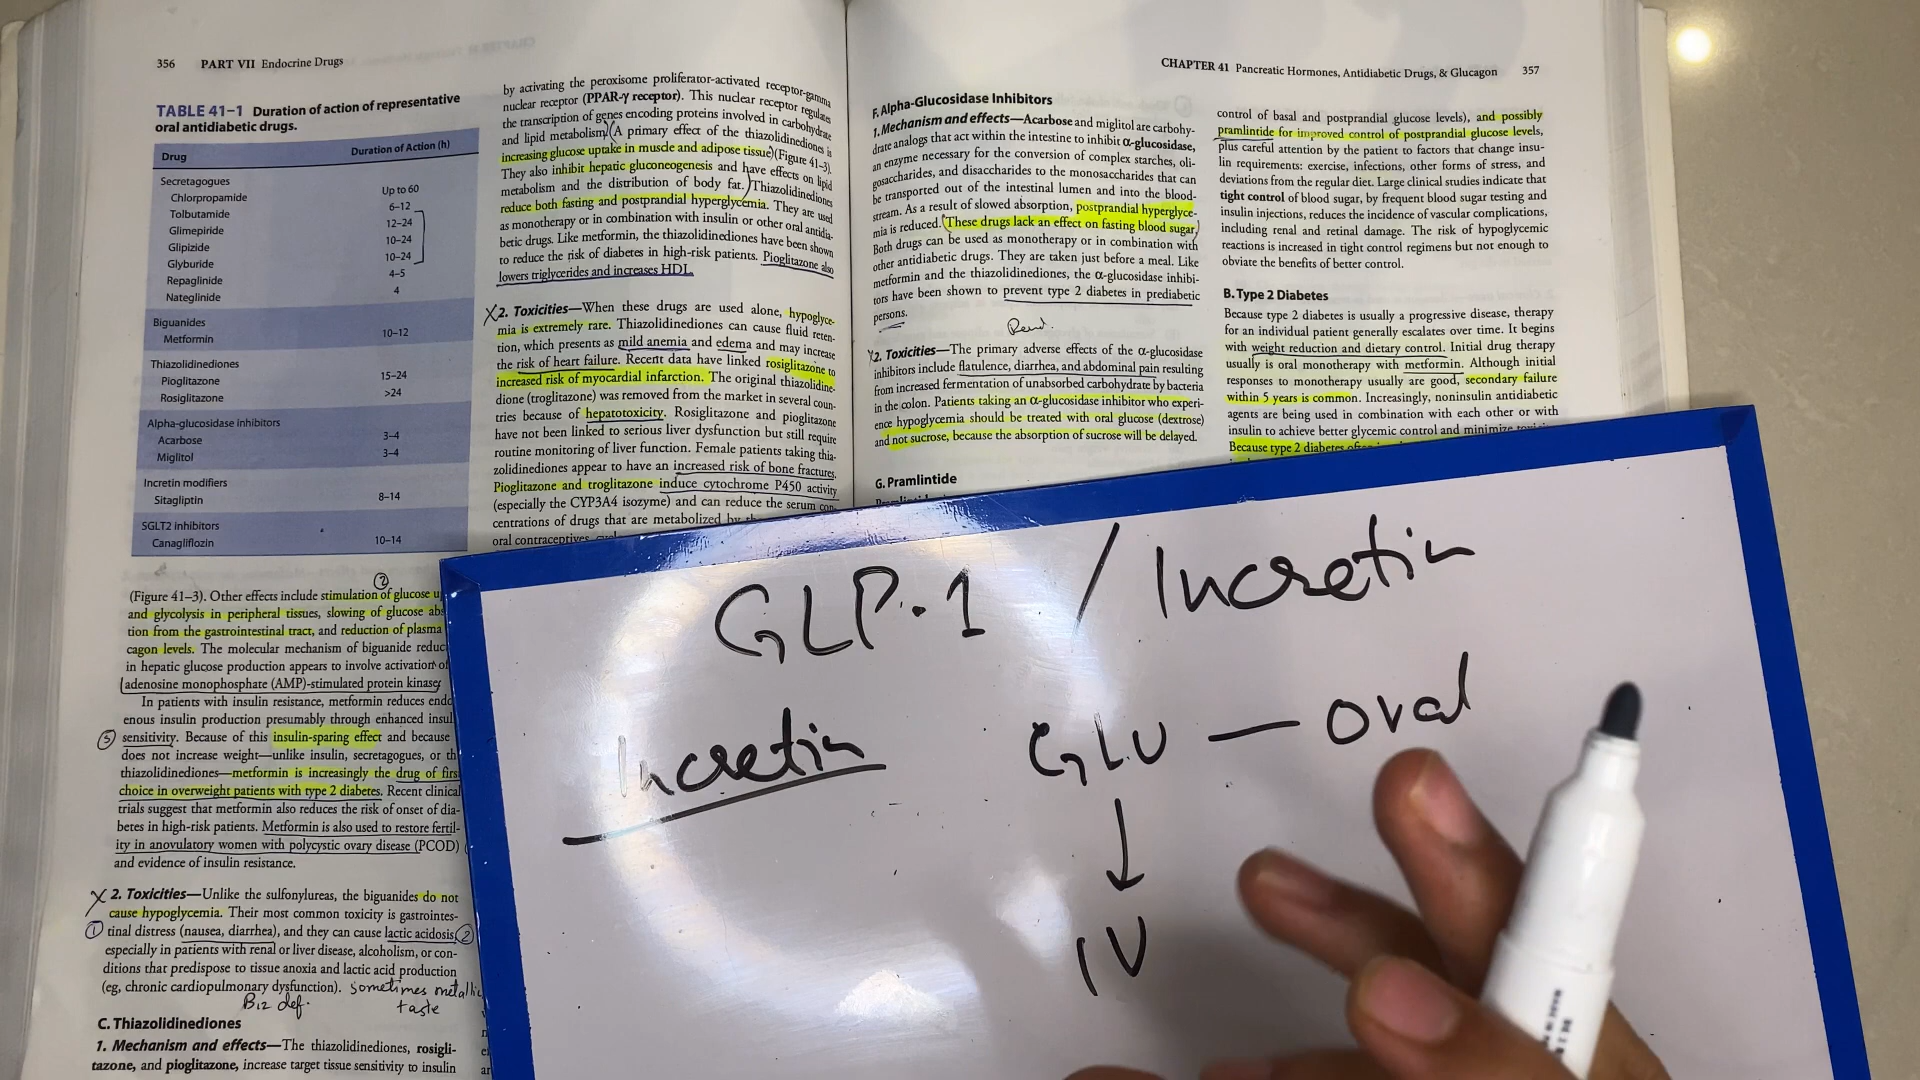 356 PART VII Endocrine Drugs
TABLE 41–1 Duration of action of representative
oral antidiabetic drugs.
Drug Duration of Action (h)
Secretagogues
Chlorpropamide Up to 60
Tolbutamide 6–12
Glimepiride 12–24
Glipizide 10–24
Glyburide 10–24
Repaglinide 4–5
Nateglinide 4
Biguanides
Metformin 10–12
Thiazolidinediones
Pioglitazone 15–24
Rosiglitazone >24
Alpha-glucosidase inhibitors
Acarbose 3–4
Miglitol 3–4
Incretin modifiers
Sitagliptin 8–14
SGLT2 inhibitors
Canagliflozin 10–14
2
(Figure 41–3). Other effects include stimulation of glucose u
and glycolysis in peripheral tissues, slowing of glucose abs
tion from the gastrointestinal tract, and reduction of plasma
cagon levels. The molecular mechanism of biguanide reduc
in hepatic glucose production appears to involve activation of
adenosine monophosphate (AMP)-stimulated protein kinase
In patients with insulin resistance, metformin reduces endo
enous insulin production presumably through enhanced insul
5 sensitivity. Because of this insulin-sparing effect and because
does not increase weight—unlike insulin, secretagogues, or th
thiazolidinediones—metformin is increasingly the drug of firs
choice in overweight patients with type 2 diabetes. Recent clinical
trials suggest that metformin also reduces the risk of onset of dia-
betes in high-risk patients. Metformin is also used to restore fertil-
ity in anovulatory women with polycystic ovary disease (PCOD)
and evidence of insulin resistance.
X 2. Toxicities—Unlike the sulfonylureas, the biguanides do not
cause hypoglycemia. Their most common toxicity is gastrointes-
1 tinal distress (nausea, diarrhea), and they can cause lactic acidosis, 2
especially in patients with renal or liver disease, alcoholism, or con-
ditions that predispose to tissue anoxia and lactic acid production
(eg, chronic cardiopulmonary dysfunction). sometimes metallic
B12 def. taste
C. Thiazolidinediones
1. Mechanism and effects—The thiazolidinediones, rosigli-
tazone, and pioglitazone, increase target tissue sensitivity to insulin
by activating the peroxisome proliferator-activated receptor-gamma
nuclear receptor (PPAR-γ receptor). This nuclear receptor regulates
the transcription of genes encoding proteins involved in carbohydrate
and lipid metabolism. (A primary effect of the thiazolidinediones is
increasing glucose uptake in muscle and adipose tissue) (Figure 41–3).
They also inhibit hepatic gluconeogenesis and have effects on lipid
metabolism and the distribution of body fat. Thiazolidinediones
reduce both fasting and postprandial hyperglycemia. They are used
as monotherapy or in combination with insulin or other oral antidia-
betic drugs. Like metformin, the thiazolidinediones have been shown
to reduce the risk of diabetes in high-risk patients. Pioglitazone also
lowers triglycerides and increases HDL.
X 2. Toxicities—When these drugs are used alone, hypoglyce-
mia is extremely rare. Thiazolidinediones can cause fluid reten-
tion, which presents as mild anemia and edema and may increase
the risk of heart failure. Recent data have linked rosiglitazone to
increased risk of myocardial infarction. The original thiazolidine-
dione (troglitazone) was removed from the market in several coun-
tries because of hepatotoxicity. Rosiglitazone and pioglitazone
have not been linked to serious liver dysfunction but still require
routine monitoring of liver function. Female patients taking thia-
zolidinediones appear to have an increased risk of bone fractures.
Pioglitazone and troglitazone induce cytochrome P450 activity
(especially the CYP3A4 isozyme) and can reduce the serum con-
centrations of drugs that are metabolized by
oral contraceptives
CHAPTER 41 Pancreatic Hormones, Antidiabetic Drugs, & Glucagon 357
F. Alpha-Glucosidase Inhibitors
1. Mechanism and effects—Acarbose and miglitol are carbohy-
drate analogs that act within the intestine to inhibit α-glucosidase,
an enzyme necessary for the conversion of complex starches, oli-
gosaccharides, and disaccharides to the monosaccharides that can
be transported out of the intestinal lumen and into the blood-
stream. As a result of slowed absorption, postprandial hyperglyce-
mia is reduced. (These drugs lack an effect on fasting blood sugar)
Both drugs can be used as monotherapy or in combination with
other antidiabetic drugs. They are taken just before a meal. Like
metformin and the thiazolidinediones, the α-glucosidase inhibi-
tors have been shown to prevent type 2 diabetes in prediabetic
persons.
X 2. Toxicities—The primary adverse effects of the α-glucosidase
inhibitors include flatulence, diarrhea, and abdominal pain resulting
from increased fermentation of unabsorbed carbohydrate by bacteria
in the colon. Patients taking an α-glucosidase inhibitor who experi-
ence hypoglycemia should be treated with oral glucose (dextrose)
and not sucrose, because the absorption of sucrose will be delayed.
G. Pramlintide
control of basal and postprandial glucose levels), and possibly
pramlintide for improved control of postprandial glucose levels,
plus careful attention by the patient to factors that change insu-
lin requirements: exercise, infections, other forms of stress, and
deviations from the regular diet. Large clinical studies indicate that
tight control of blood sugar, by frequent blood sugar testing and
insulin injections, reduces the incidence of vascular complications,
including renal and retinal damage. The risk of hypoglycemic
reactions is increased in tight control regimens but not enough to
obviate the benefits of better control.
B. Type 2 Diabetes
Because type 2 diabetes is usually a progressive disease, therapy
for an individual patient generally escalates over time. It begins
with weight reduction and dietary control. Initial drug therapy
usually is oral monotherapy with metformin. Although initial
responses to monotherapy usually are good, secondary failure
within 5 years is common. Increasingly, noninsulin antidiabetic
agents are being used in combination with each other or with
insulin to achieve better glycemic control and minimize
Because type 2 diabetes
GLP.1 / Incretin
Incretin GLU — oral
↓
IV